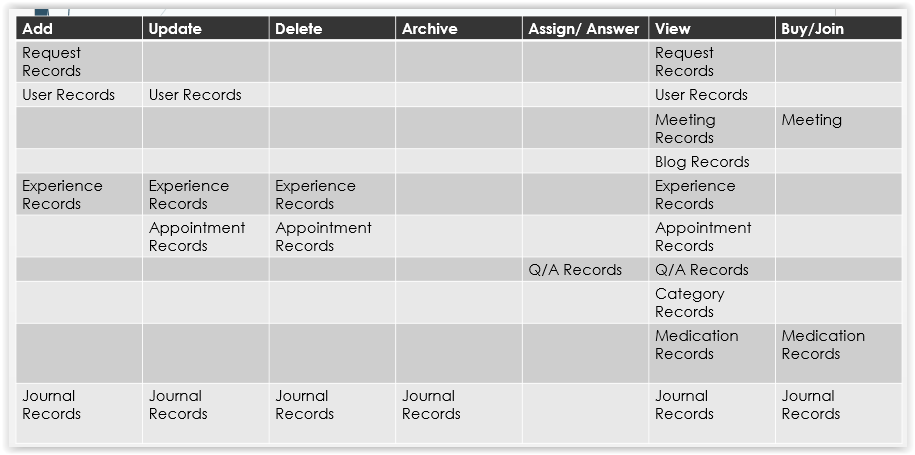 Add Update Delete Archive Assign/ Answer View Buy/Join
Request Request
Records Records
User Records User Records User Records
Meeting Meeting
Records
Blog Records
Experience Experience Experience Experience
Records Records Records Records
Appointment Appointment Appointment
Records Records Records
Q/A Records Q/A Records
Category
Records
Medication Medication
Records Records
Journal Journal Journal Journal Journal Journal
Records Records Records Records Records Records